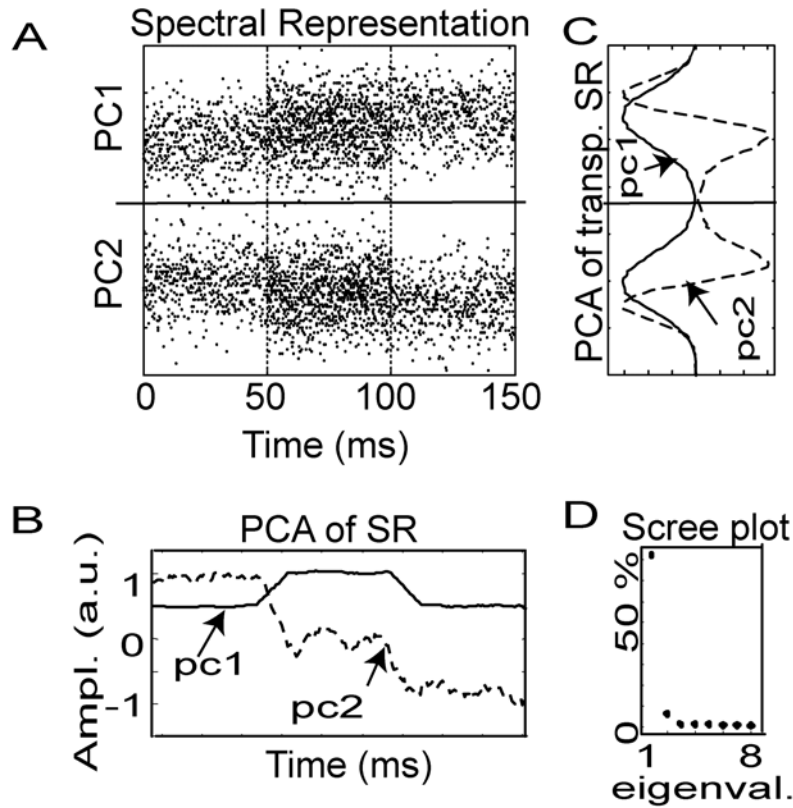 A
Spectral Representation
PC1
PC2
0 50 100 150
Time (ms)
C
PCA of transp. SR
pc1
pc2
B
PCA of SR
Ampl. (a.u.)
1
0
-1
pc1
pc2
Time (ms)
D
Scree plot
%
50
0
1 8
eigenval.